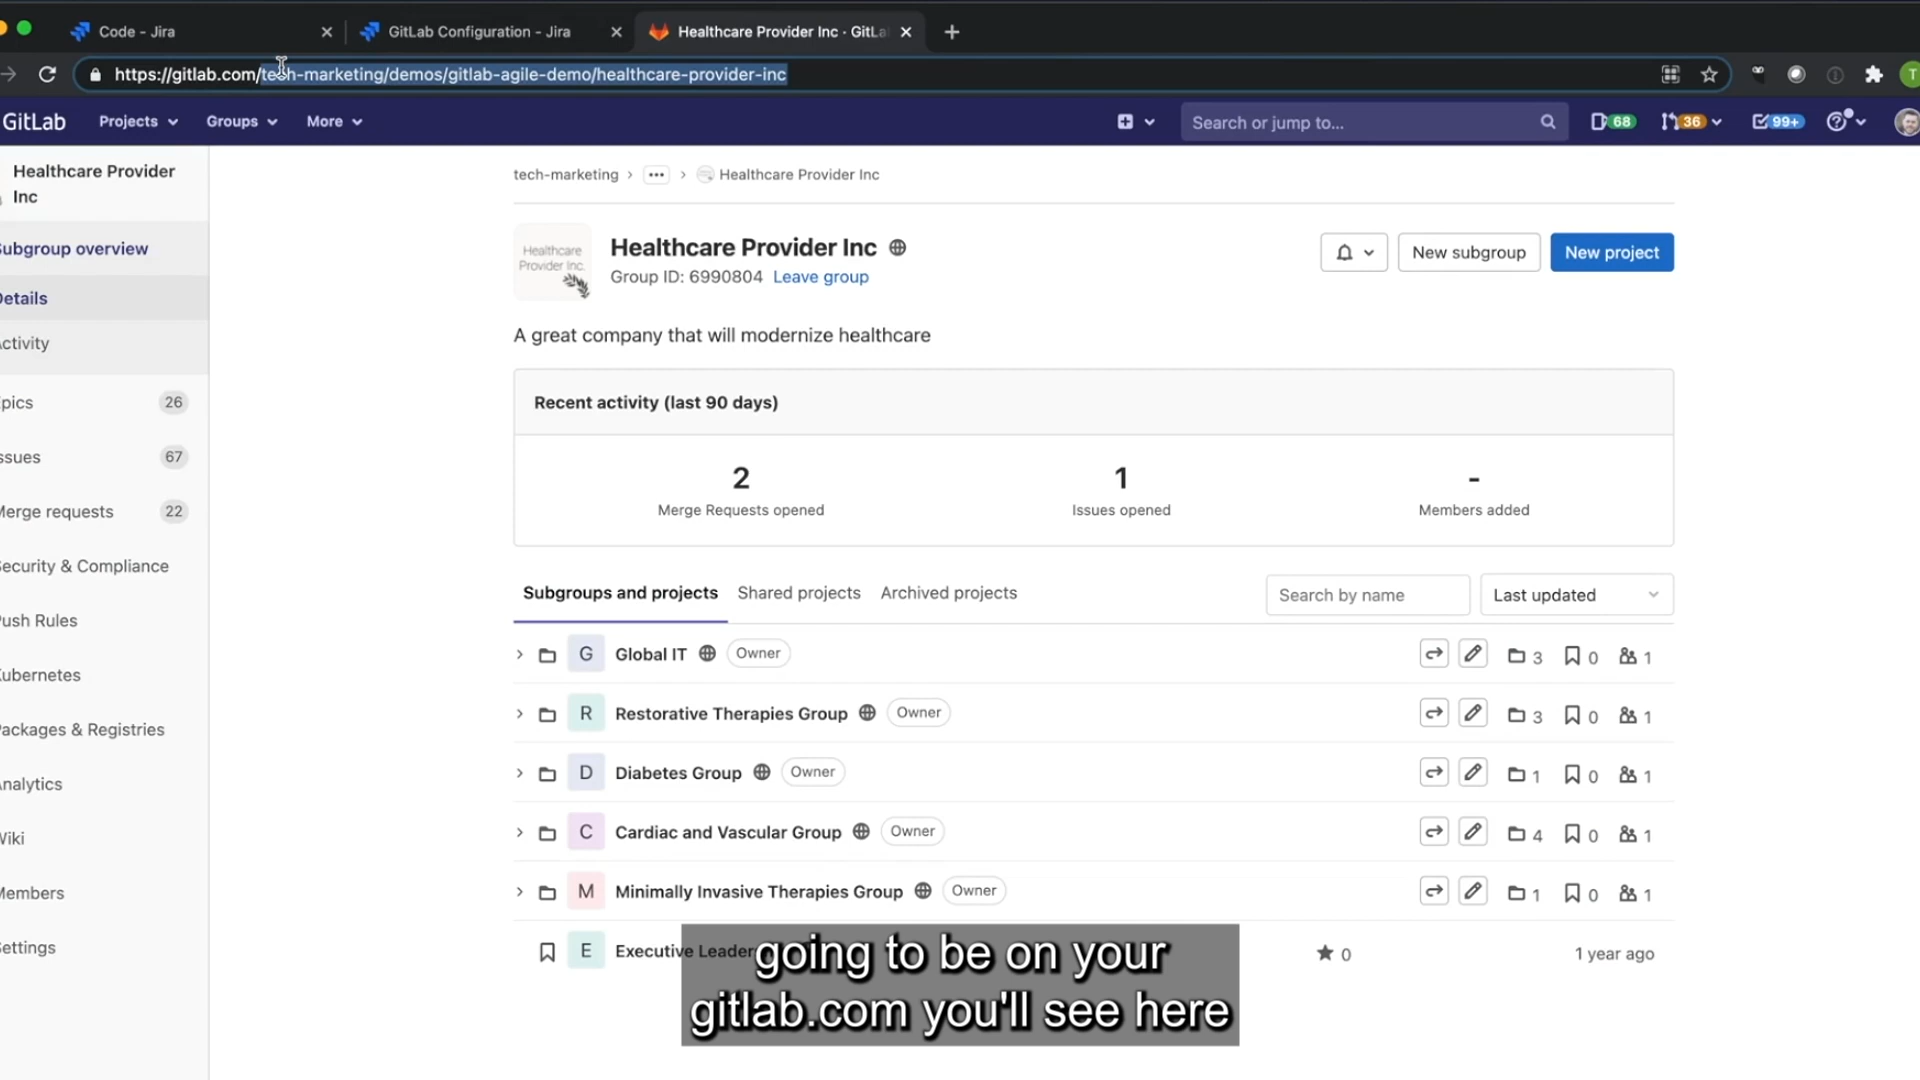 Code - Jira
GitLab Configuration - Jira
Healthcare Provider Inc · GitLa
https://gitlab.com/tech-marketing/demos/gitlab-agile-demo/healthcare-provider-inc
T
GitLab
Projects
Groups
More
Search or jump to...
68
36
99+
Healthcare Provider
Inc
Subgroup overview
Details
Activity
Epics 26
Issues 67
Merge requests 22
Security & Compliance
Push Rules
Kubernetes
Packages & Registries
Analytics
Wiki
Members
Settings
tech-marketing › ••• › Healthcare Provider Inc
Healthcare
Provider Inc.
Healthcare Provider Inc
Group ID: 6990804 Leave group
New subgroup
New project
A great company that will modernize healthcare
Recent activity (last 90 days)
2
Merge Requests opened
1
Issues opened
-
Members added
Subgroups and projects
Shared projects
Archived projects
Search by name
Last updated
G Global IT Owner 3 0 1
R Restorative Therapies Group Owner 3 0 1
D Diabetes Group Owner 1 0 1
C Cardiac and Vascular Group Owner 4 0 1
M Minimally Invasive Therapies Group Owner 1 0 1
E Executive Leader 0 1 year ago
going to be on your
gitlab.com you'll see here